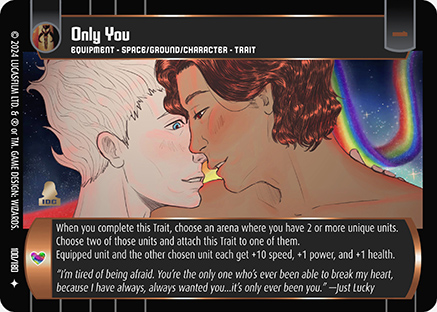 Only You
EQUIPMENT - SPACE/GROUND/CHARACTER - TRAIT
© 2024 LUCASFILM LTD. & ® or TM. GAME DESIGN: WIZARDS.
100/180
IDC
When you complete this Trait, choose an arena where you have 2 or more unique units.
Choose two of those units and attach this Trait to one of them.
Equipped unit and the other chosen unit each get +10 speed, +1 power, and +1 health.
“I’m tired of being afraid. You’re the only one who’s ever been able to break my heart,
because I have always, always wanted you...it’s only ever been you.” —Just Lucky